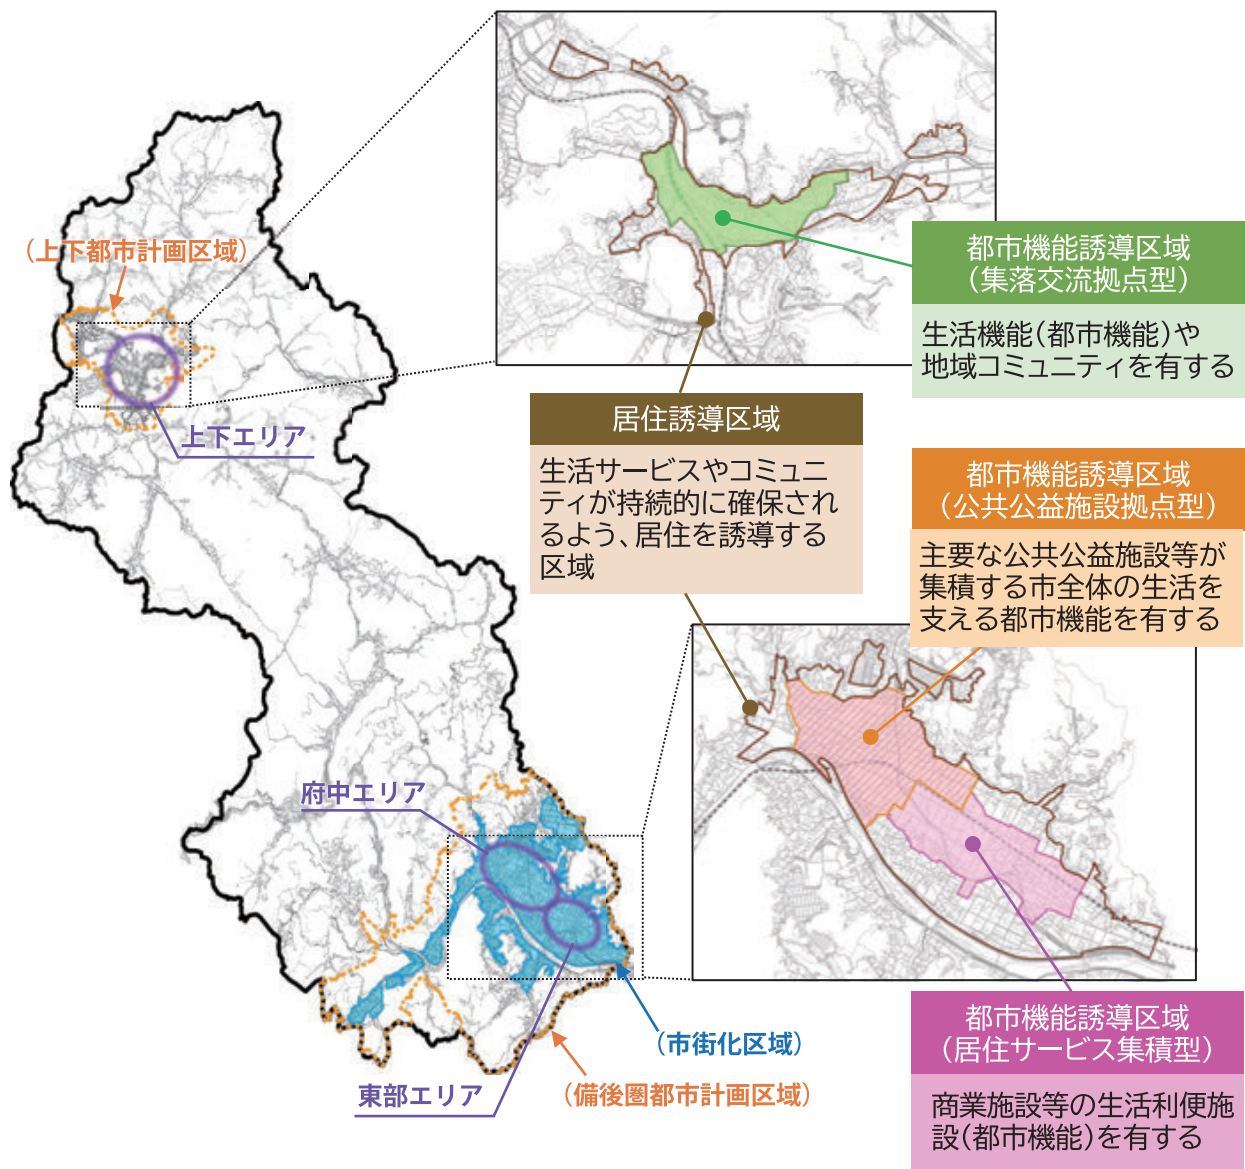 （上下都市計画区域）
上下エリア
都市機能誘導区域
（集落交流拠点型）
生活機能（都市機能）や
地域コミュニティを有する
居住誘導区域
生活サービスやコミュニ
ティが持続的に確保され
るよう、居住を誘導する
区域
都市機能誘導区域
（公共公益施設拠点型）
主要な公共公益施設等が
集積する市全体の生活を
支える都市機能を有する
府中エリア
東部エリア
（市街化区域）
（備後圏都市計画区域）
都市機能誘導区域
（居住サービス集積型）
商業施設等の生活利便施
設（都市機能）を有する